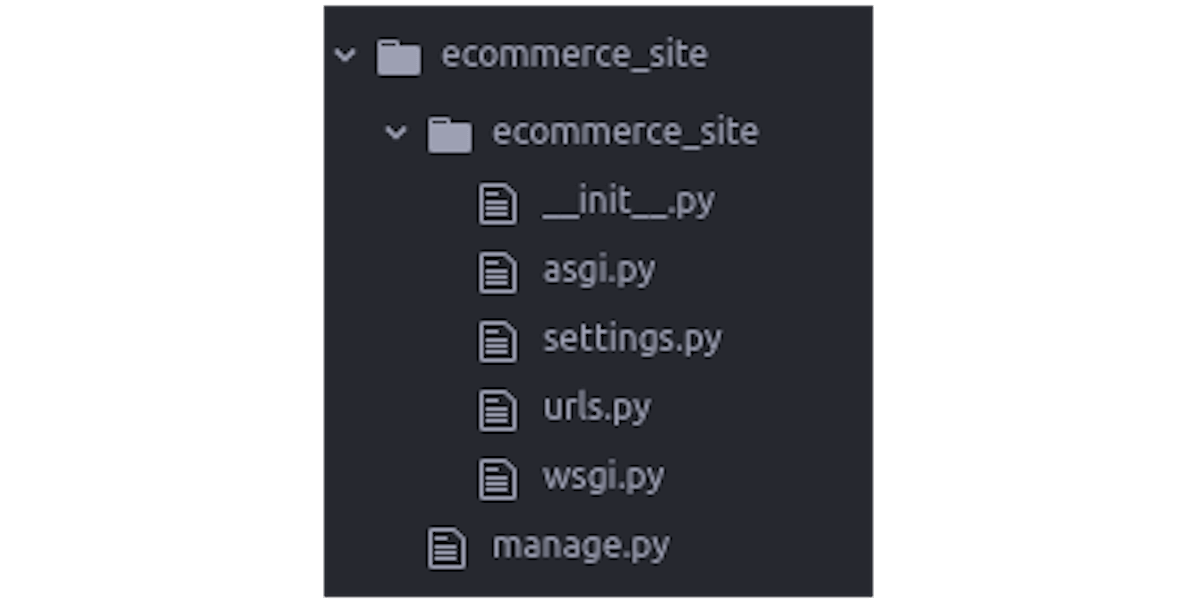 ecommerce_site
ecommerce_site
__init__.py
asgi.py
settings.py
urls.py
wsgi.py
manage.py